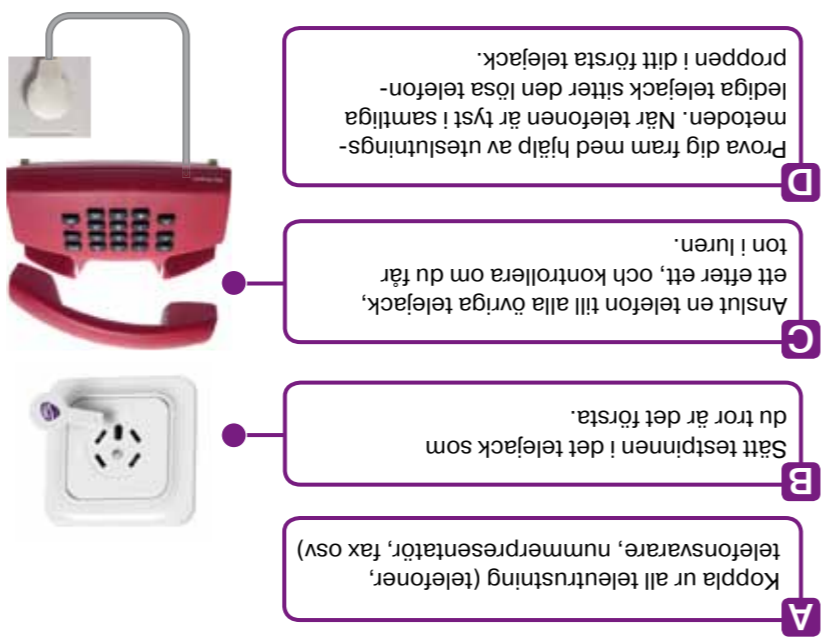 A
Koppla ur all teleutrustning (telefoner,
telefonsvarare, nummerpresentatör, fax osv)
B
Sätt testpinnen i det telejack som
du tror är det första.
C
Anslut en telefon till alla övriga telejack,
ett efter ett, och kontrollera om du får
ton i luren.
D
Prova dig fram med hjälp av uteslutnings-
metoden. När telefonen är tyst i samtliga
lediga telejack sitter den lösa telefon-
proppen i ditt första telejack.